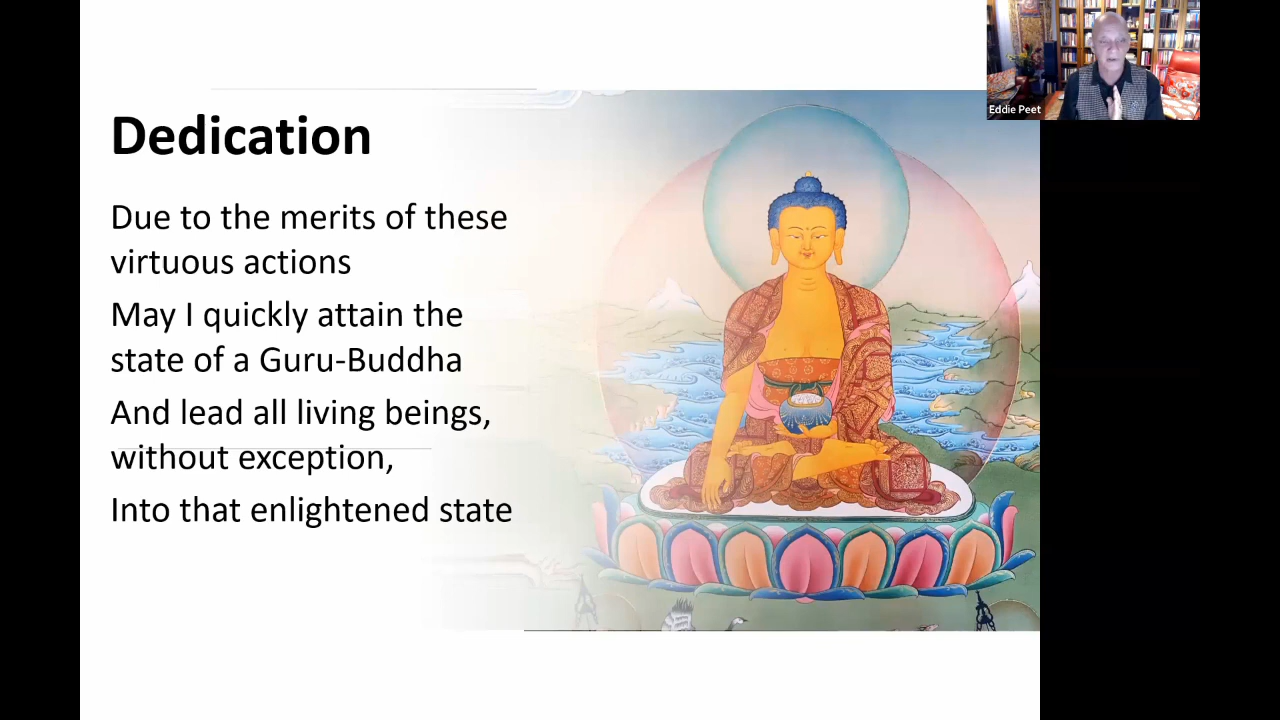 Dedication
Due to the merits of these
virtuous actions
May I quickly attain the
state of a Guru-Buddha
And lead all living beings,
without exception,
Into that enlightened state
Eddie Peet